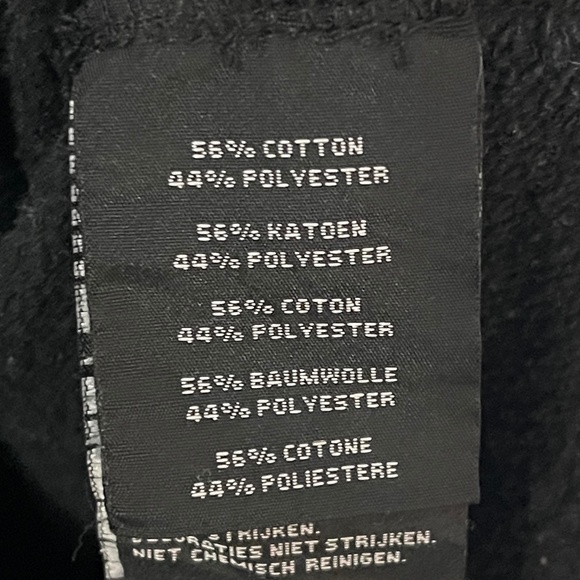 56% COTTON
44% POLYESTER
56% KATOEN
44% POLYESTER
56% COTON
44% POLYESTER
56% BAUMWOLLE
44% POLYESTER
56% COTONE
44% POLIESTERE
STRIJKEN.
NIET STRIJKEN.
NIET CHEMISCH REINIGEN.